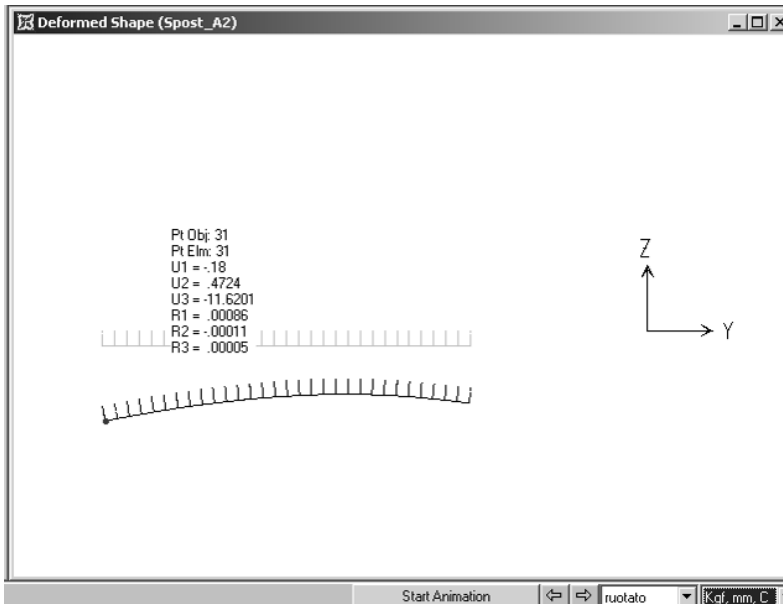 Deformed Shape (Spost_A2)
Pt Obj: 31
Pt Elm: 31
U1 = -.18
U2 = .4724
U3 = -11.6201
R1 = .00086
R2 = -.00011
R3 = .00005
Z
Y
Start Animation
ruotato
Kgf, mm, C